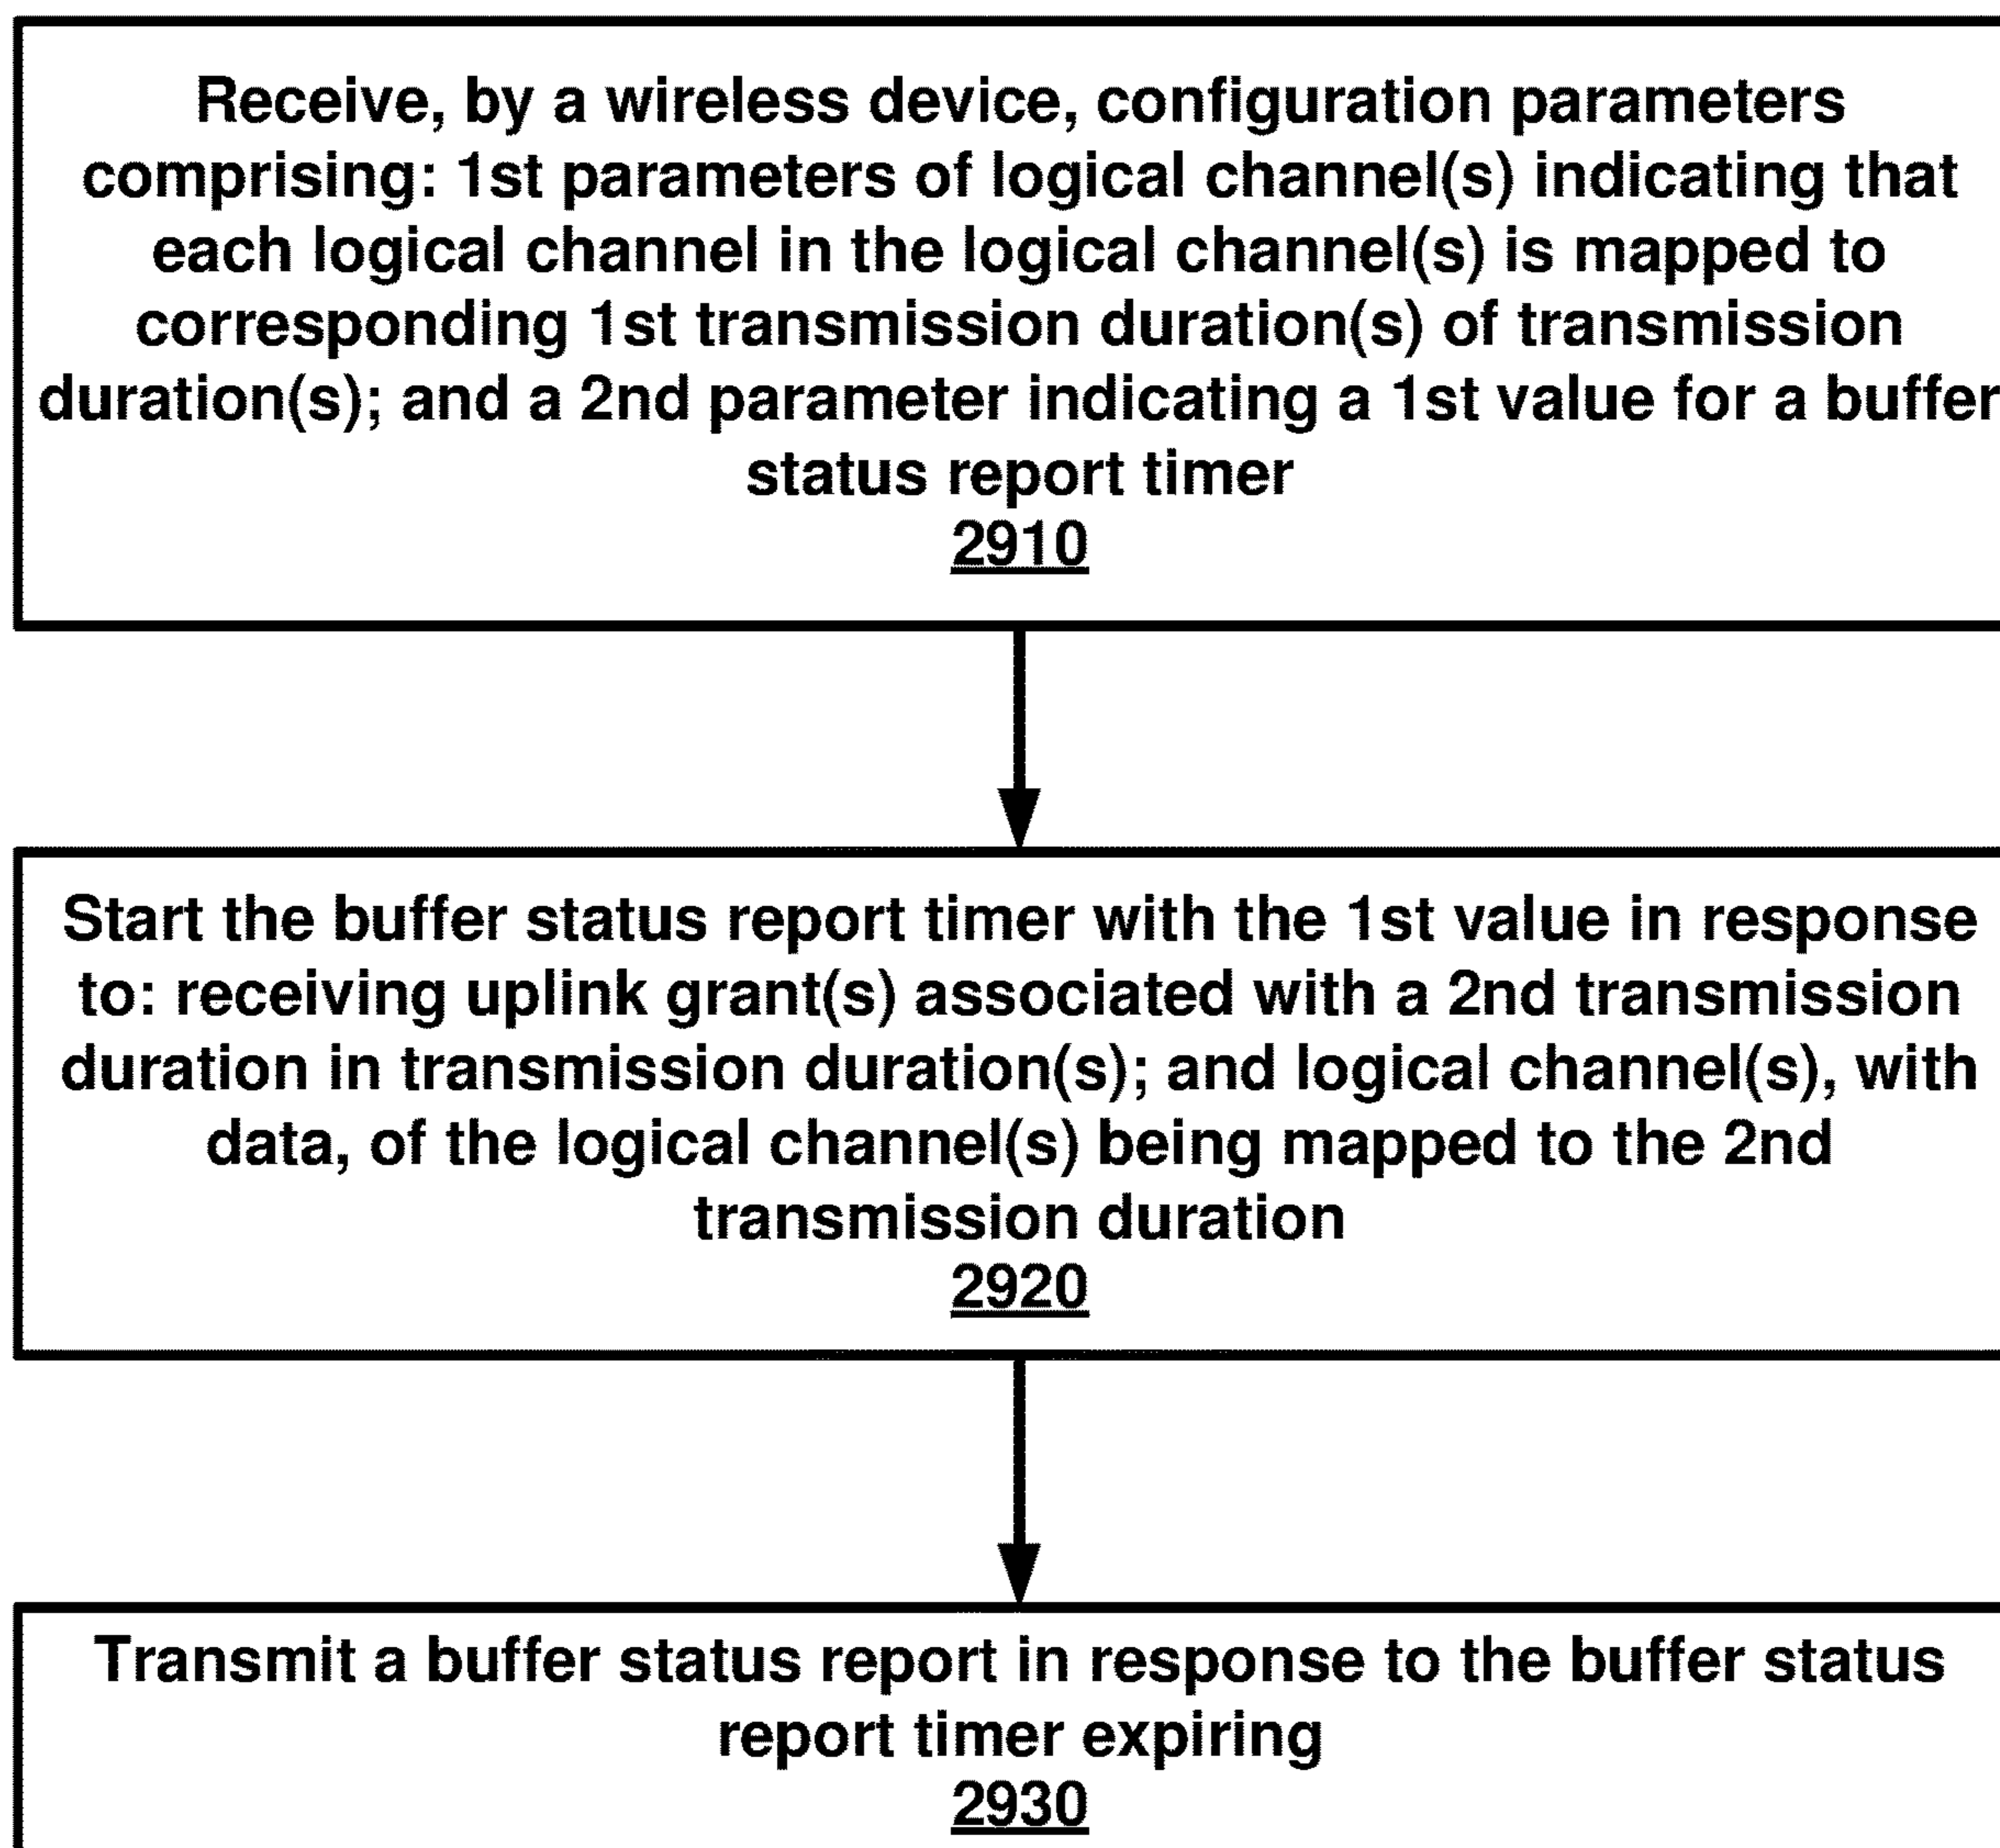 Receive, by a wireless device, configuration parameters
comprising: 1st parameters of logical channel(s) indicating that
each logical channel in the logical channel(s) is mapped to
corresponding 1st transmission duration(s) of transmission
duration(s); and a 2nd parameter indicating a 1st value for a buffer
status report timer
2910
Start the buffer status report timer with the 1st value in response
to: receiving uplink grant(s) associated with a 2nd transmission
duration in transmission duration(s); and logical channel(s), with
data, of the logical channel(s) being mapped to the 2nd
transmission duration
2920
Transmit a buffer status report in response to the buffer status
report timer expiring
2930